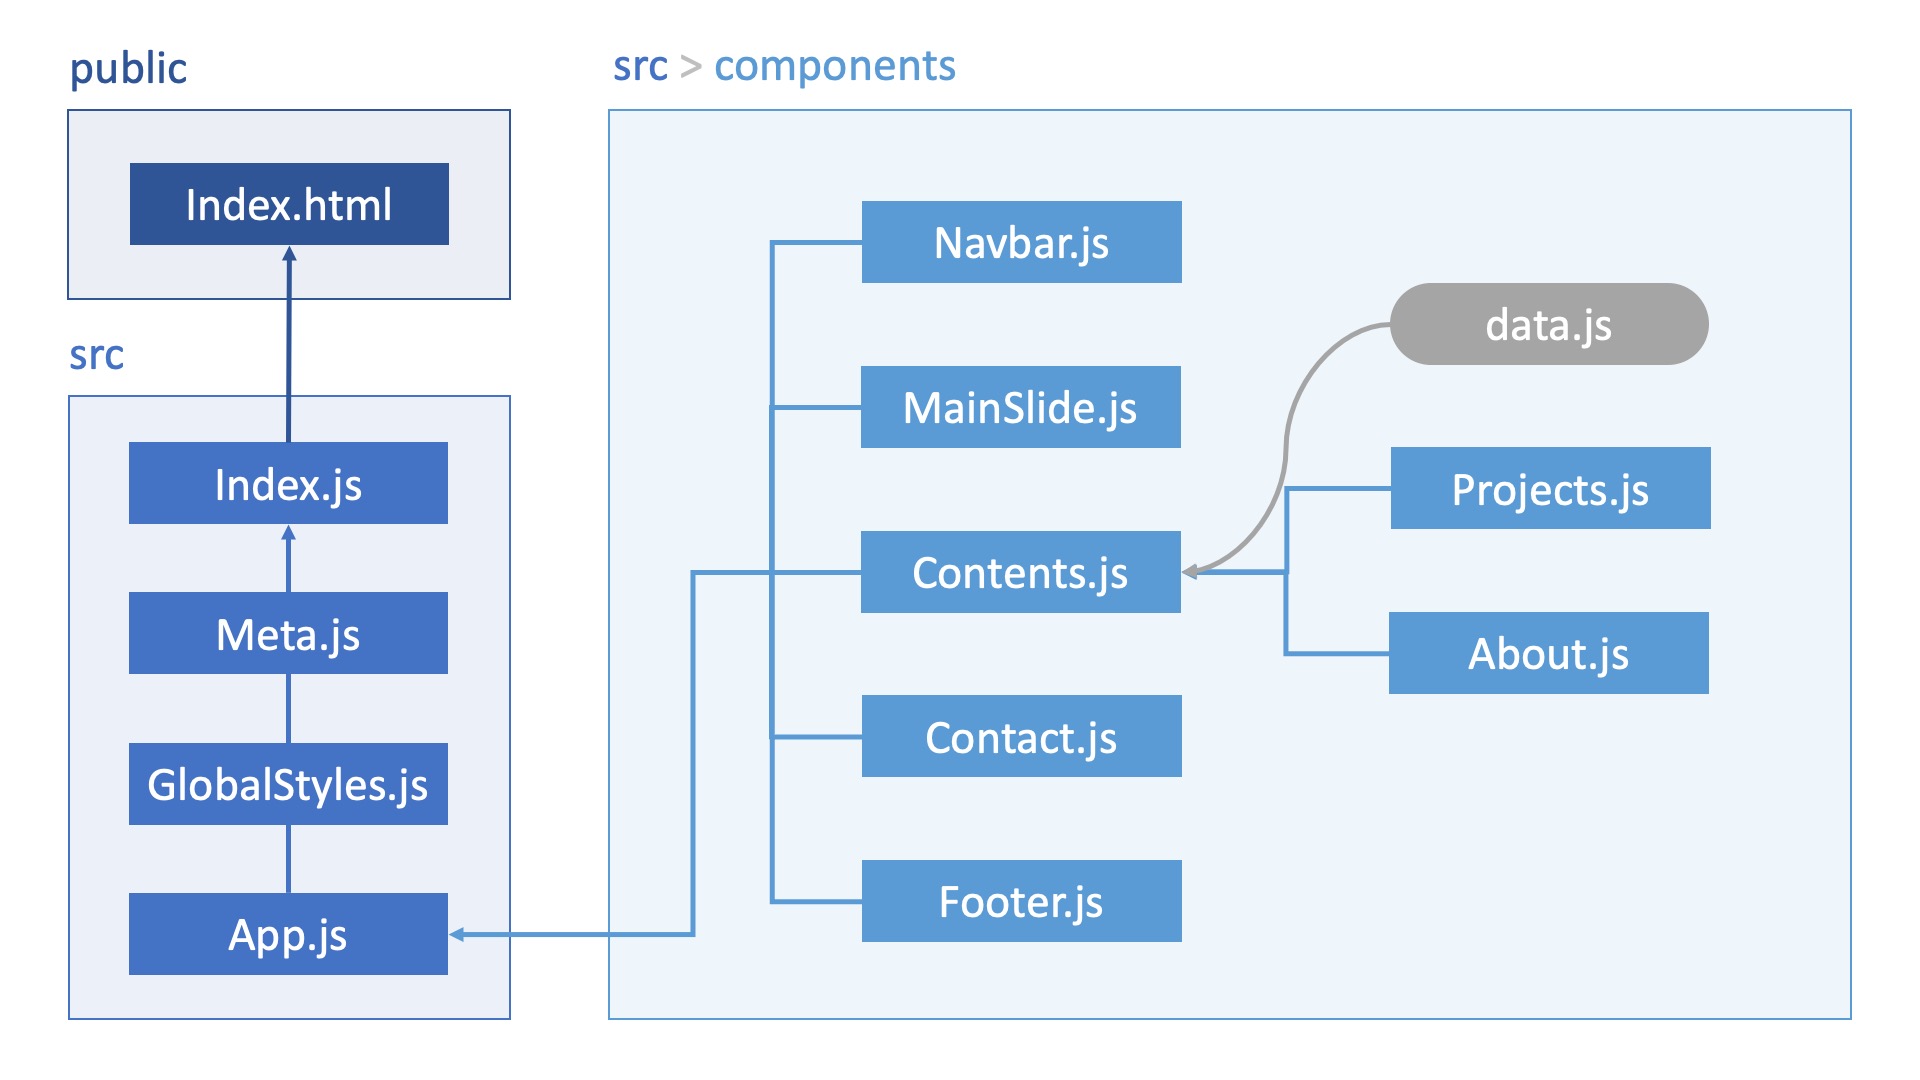 public
Index.html
src
Index.js
Meta.js
GlobalStyles.js
App.js
src > components
Navbar.js
MainSlide.js
Contents.js
Contact.js
Footer.js
data.js
Projects.js
About.js